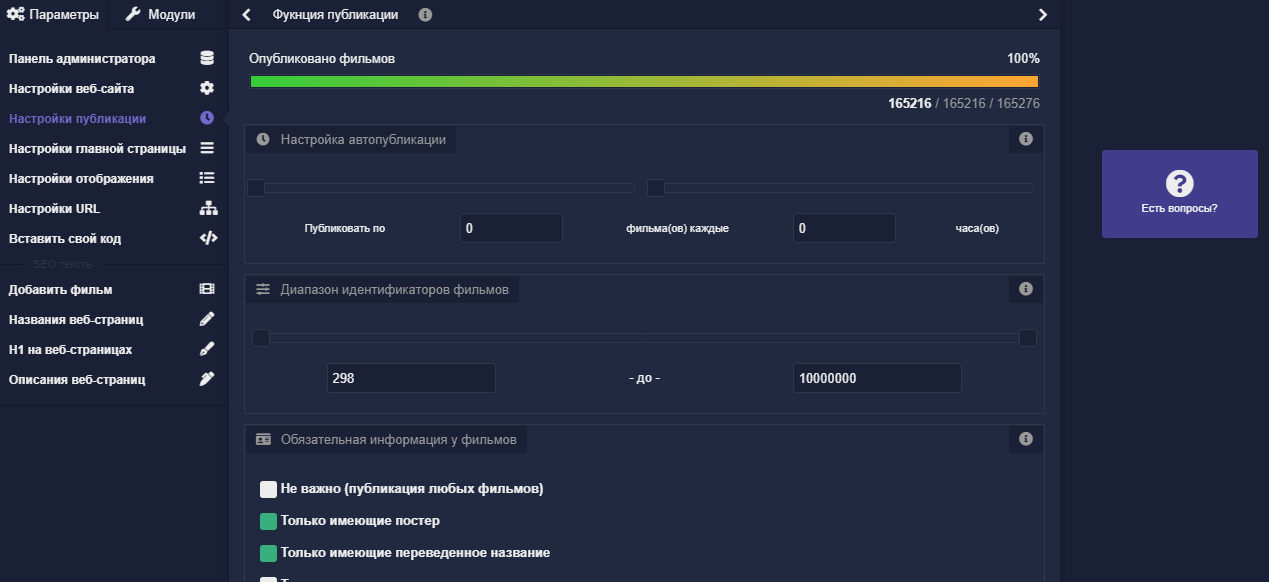 Параметры
Модули
Панель администратора
Настройки веб-сайта
Настройки публикации
Настройки главной страницы
Настройки отображения
Настройки URL
Вставить свой код
SEO тексты
Добавить фильм
Названия веб-страниц
H1 на веб-страницах
Описания веб-страниц
Фукнция публикации
Опубликовано фильмов 100%
165216 / 165216 / 165276
Настройка автопубликации
Публиковать по 0 фильма(ов) каждые 0 часа(ов)
Диапазон идентификаторов фильмов
298 - до - 10000000
Обязательная информация у фильмов
Не важно (публикация любых фильмов)
Только имеющие постер
Только имеющие переведенное название
Есть вопросы?